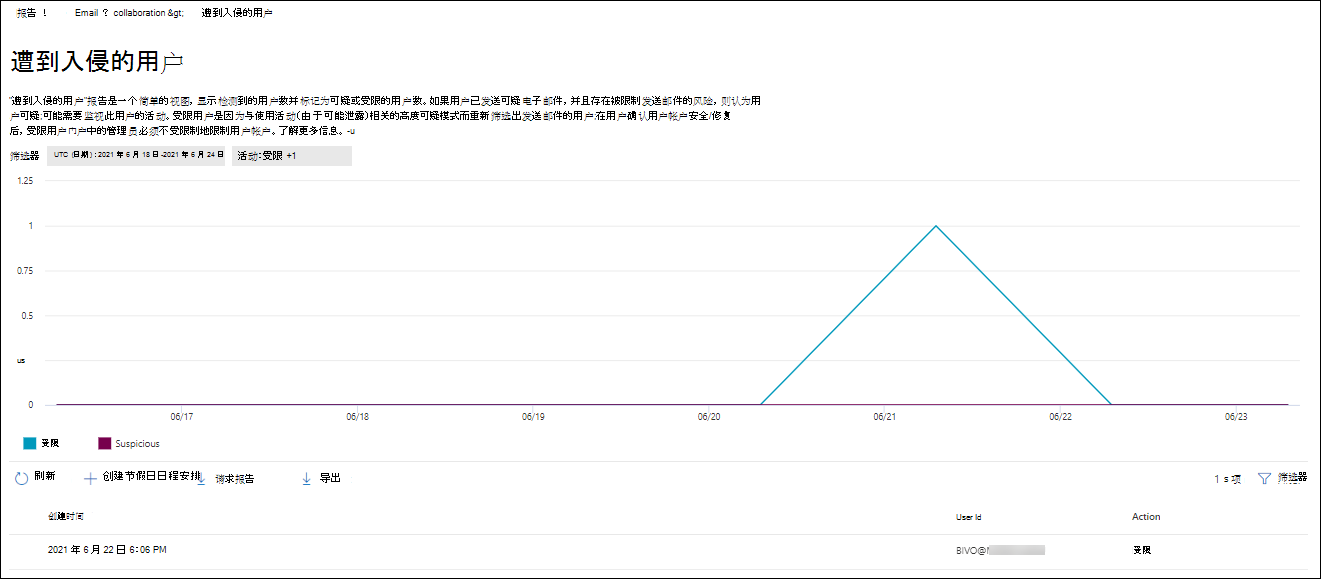 报告 ! Email ? collaboration &gt; 遭到入侵的用户
遭到入侵的用户
"遭到入侵的用户"报告是一个简单的视图，显示检测到的用户数并标记为可疑或受限的用户数。如果用户已发送可疑电子邮件，并且存在被限制发送邮件的风险，则认为用
户可疑;可能需要监视此用户的活动。受限用户是因为与使用活动(由于可能泄露)相关的高度可疑模式而重新筛选出发送邮件的用户;在用户确认用户帐户安全/修复
后，受限用户门户中的管理员必须不受限制地限制用户帐户。了解更多信息。-u
筛选器 UTC (日期) : 2021 年 6 月 18 日 -2021 年 6 月 24 日 活动:受限 +1
1.25
1
0.75
0.5
us
0
06/17 06/18 06/19 06/20 06/21 06/22 06/23
受限 Suspicious
刷新 创建节假日日程安排 请求报告 导出 1 s 项 筛选器
创建时间 User Id Action
2021 年 6 月 22 日 6: 06 PM BIVO@ 受限